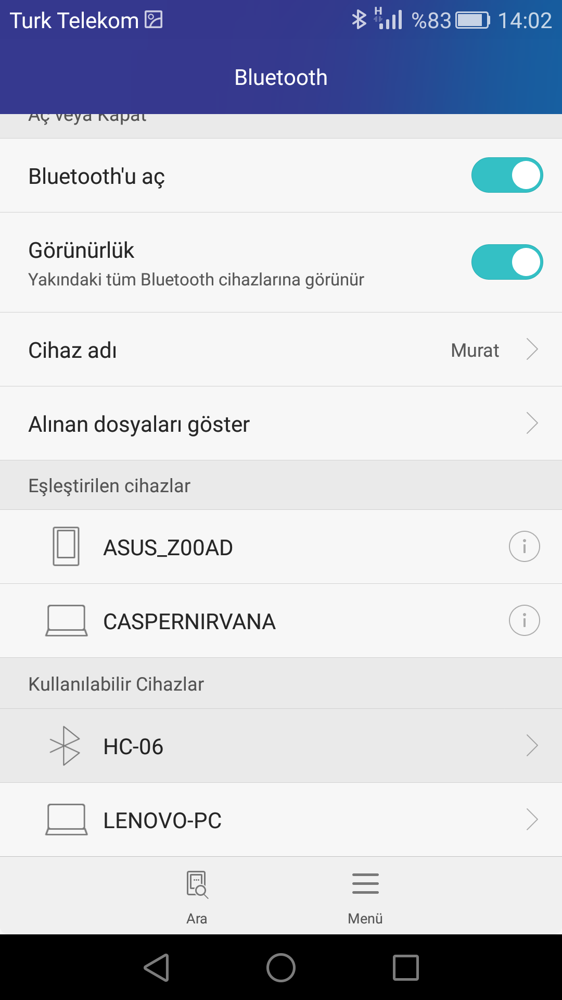 Turk Telekom H %83 14:02
Bluetooth
Aç veya Kapat
Bluetooth'u aç
Görünürlük
Yakındaki tüm Bluetooth cihazlarına görünür
Cihaz adı Murat
Alınan dosyaları göster
Eşleştirilen cihazlar
ASUS_Z00AD
CASPERNIRVANA
Kullanılabilir Cihazlar
HC-06
LENOVO-PC
Ara Menü